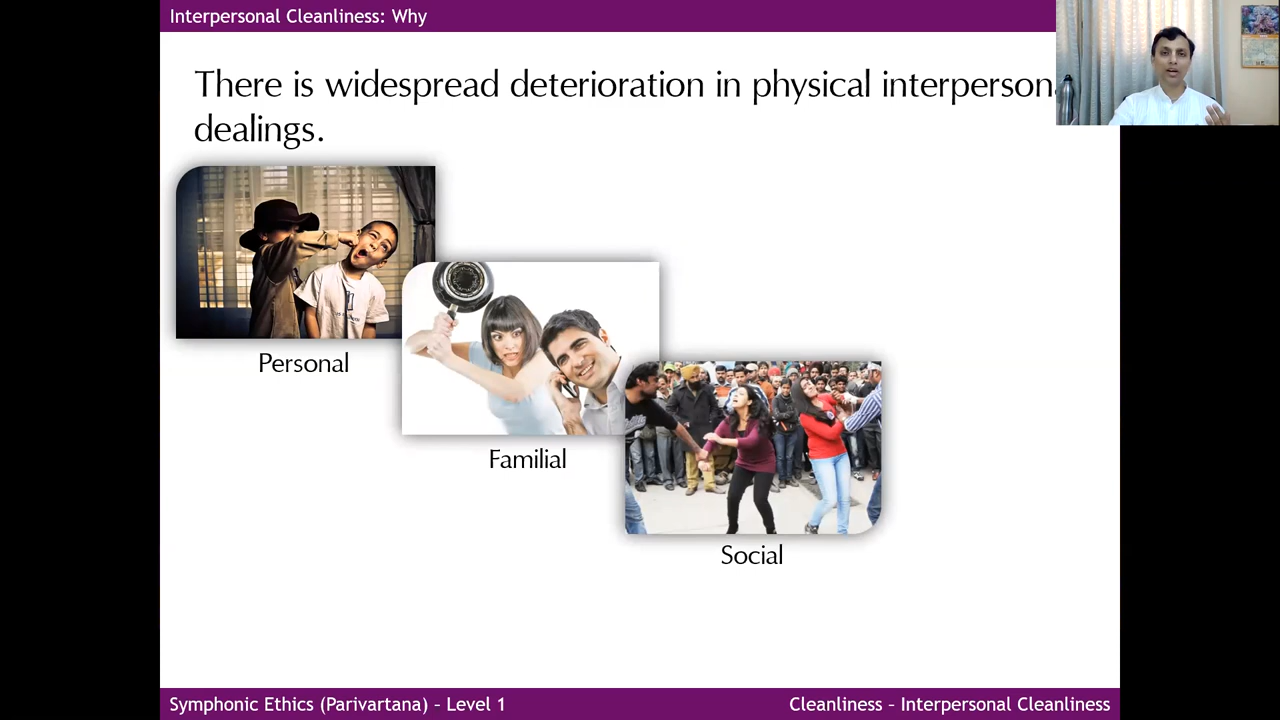 Interpersonal Cleanliness: Why
There is widespread deterioration in physical
dealings.
Personal
Familial
Social
Symphonic Ethics (Parivartana) – Level 1
Cleanliness – Interpersonal Cleanliness